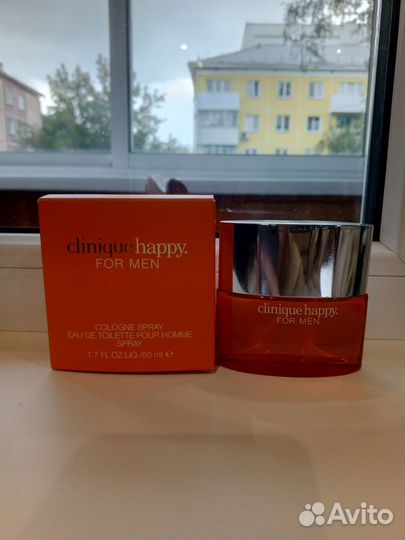 clinique happy.
FOR MEN
COLOGNE SPRAY
EAU DE TOILETTE POUR HOMME
SPRAY
1.7 FL.OZ.LIQ./50 ml ℮
clinique happy.
FOR MEN
Avito